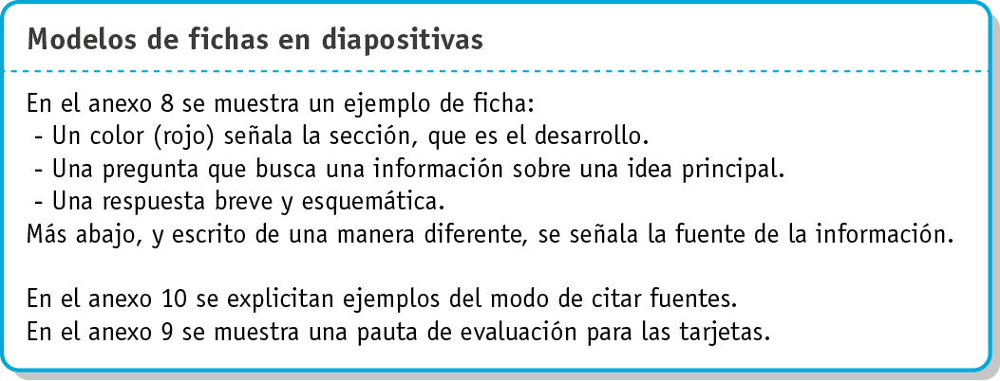 Modelos de fichas en diapositivas
En el anexo 8 se muestra un ejemplo de ficha:
- Un color (rojo) señala la sección, que es el desarrollo.
- Una pregunta que busca una información sobre una idea principal.
- Una respuesta breve y esquemática.
Más abajo, y escrito de una manera diferente, se señala la fuente de la información.
En el anexo 10 se explicitan ejemplos del modo de citar fuentes.
En el anexo 9 se muestra una pauta de evaluación para las tarjetas.